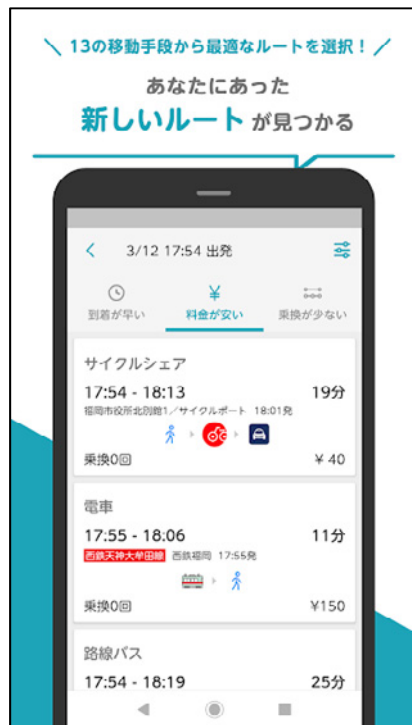 13の移動手段から最適なルートを選択！
あなたにあった
新しいルートが見つかる
3/12 17:54 出発
到着が早い 料金が安い 乗換が少ない
サイクルシェア
17:54 - 18:13 19分
福岡市役所北別館1／サイクルポート 18:01発
乗換0回 ¥ 40
電車
17:55 - 18:06 11分
西鉄天神大牟田線 西鉄福岡 17:55発
乗換0回 ¥150
路線バス
17:54 - 18:19 25分